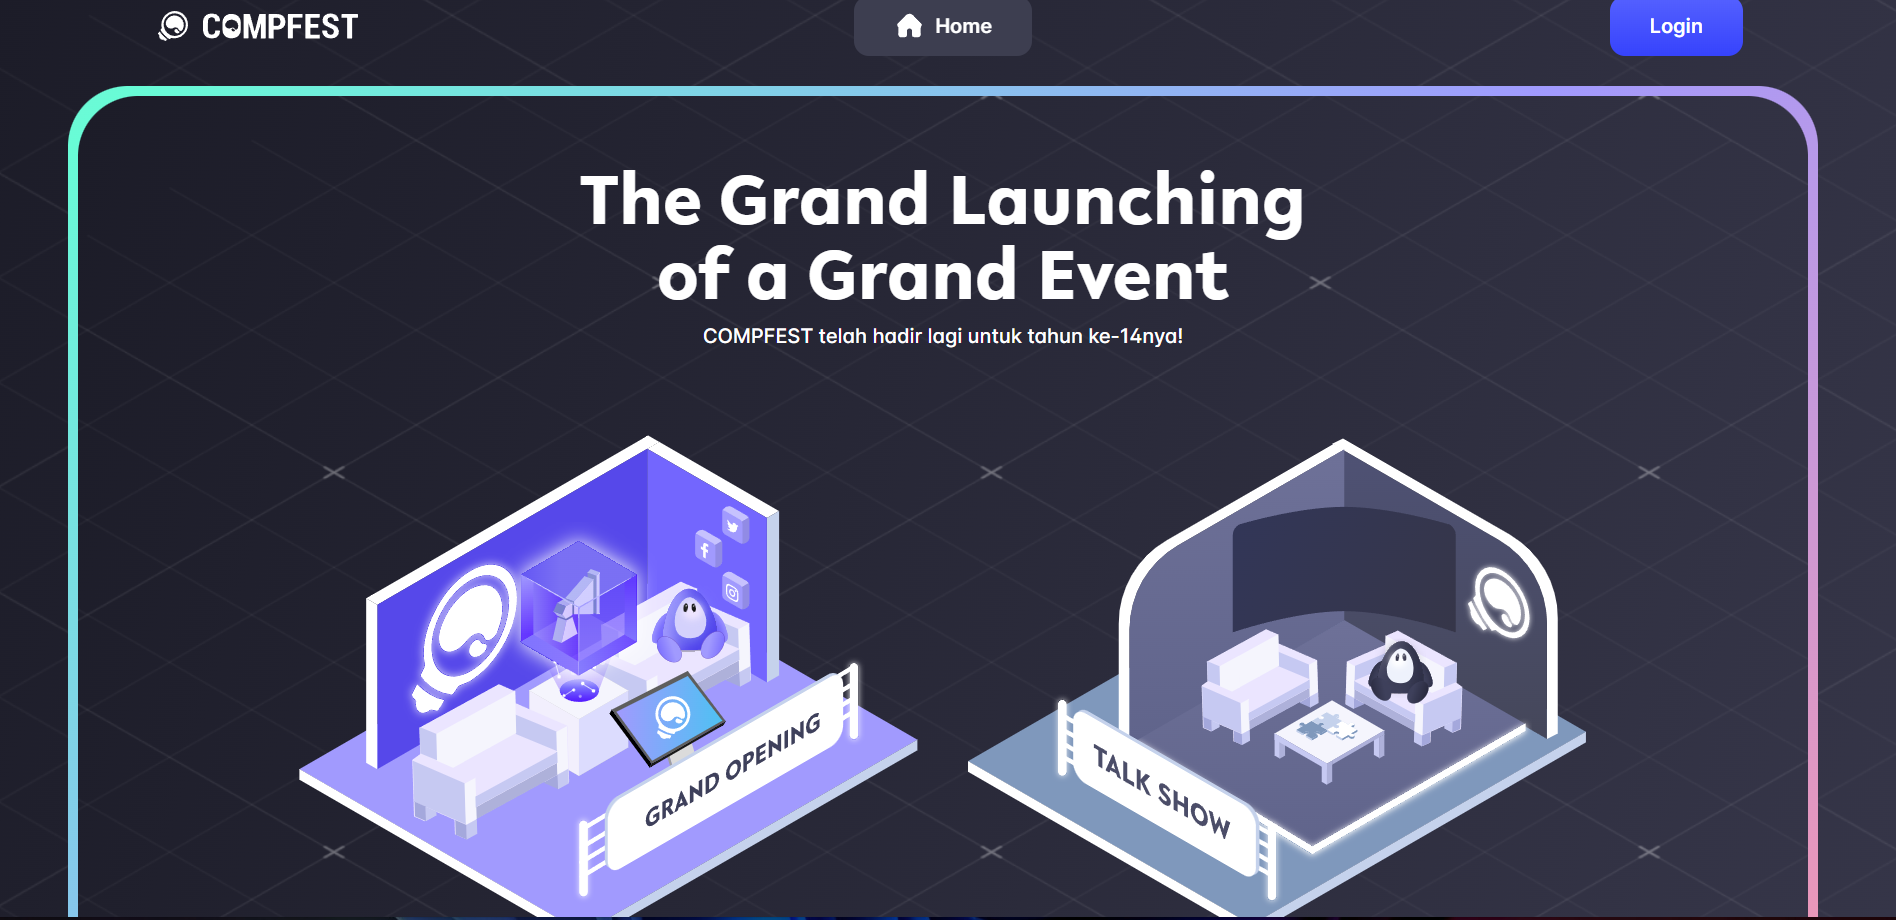 COMPFEST
Home
Login
The Grand Launching
of a Grand Event
COMPFEST telah hadir lagi untuk tahun ke-14nya!
GRAND OPENING
TALK SHOW